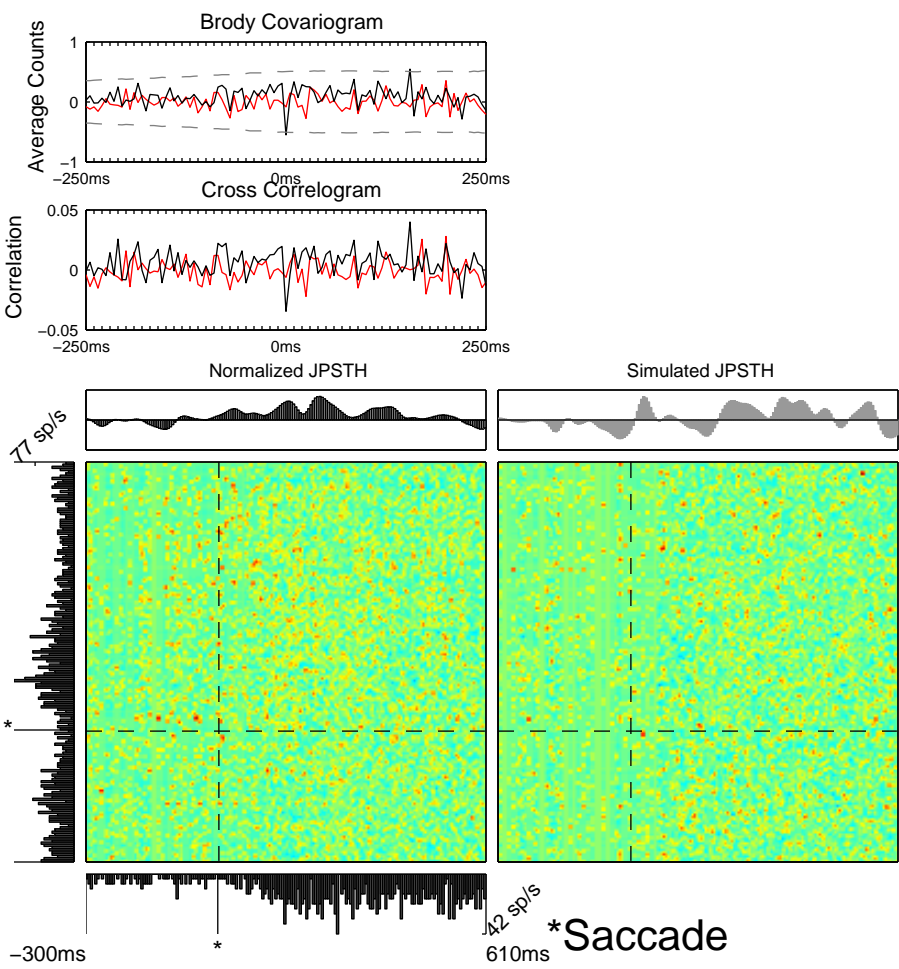 Brody Covariogram
Average Counts
1
0
−1
−250ms
0ms
250ms
Cross Correlogram
Correlation
0.05
0
−0.05
−250ms
0ms
250ms
Normalized JPSTH
Simulated JPSTH
77 sp/s
*
42 sp/s
*Saccade
−300ms
*
610ms